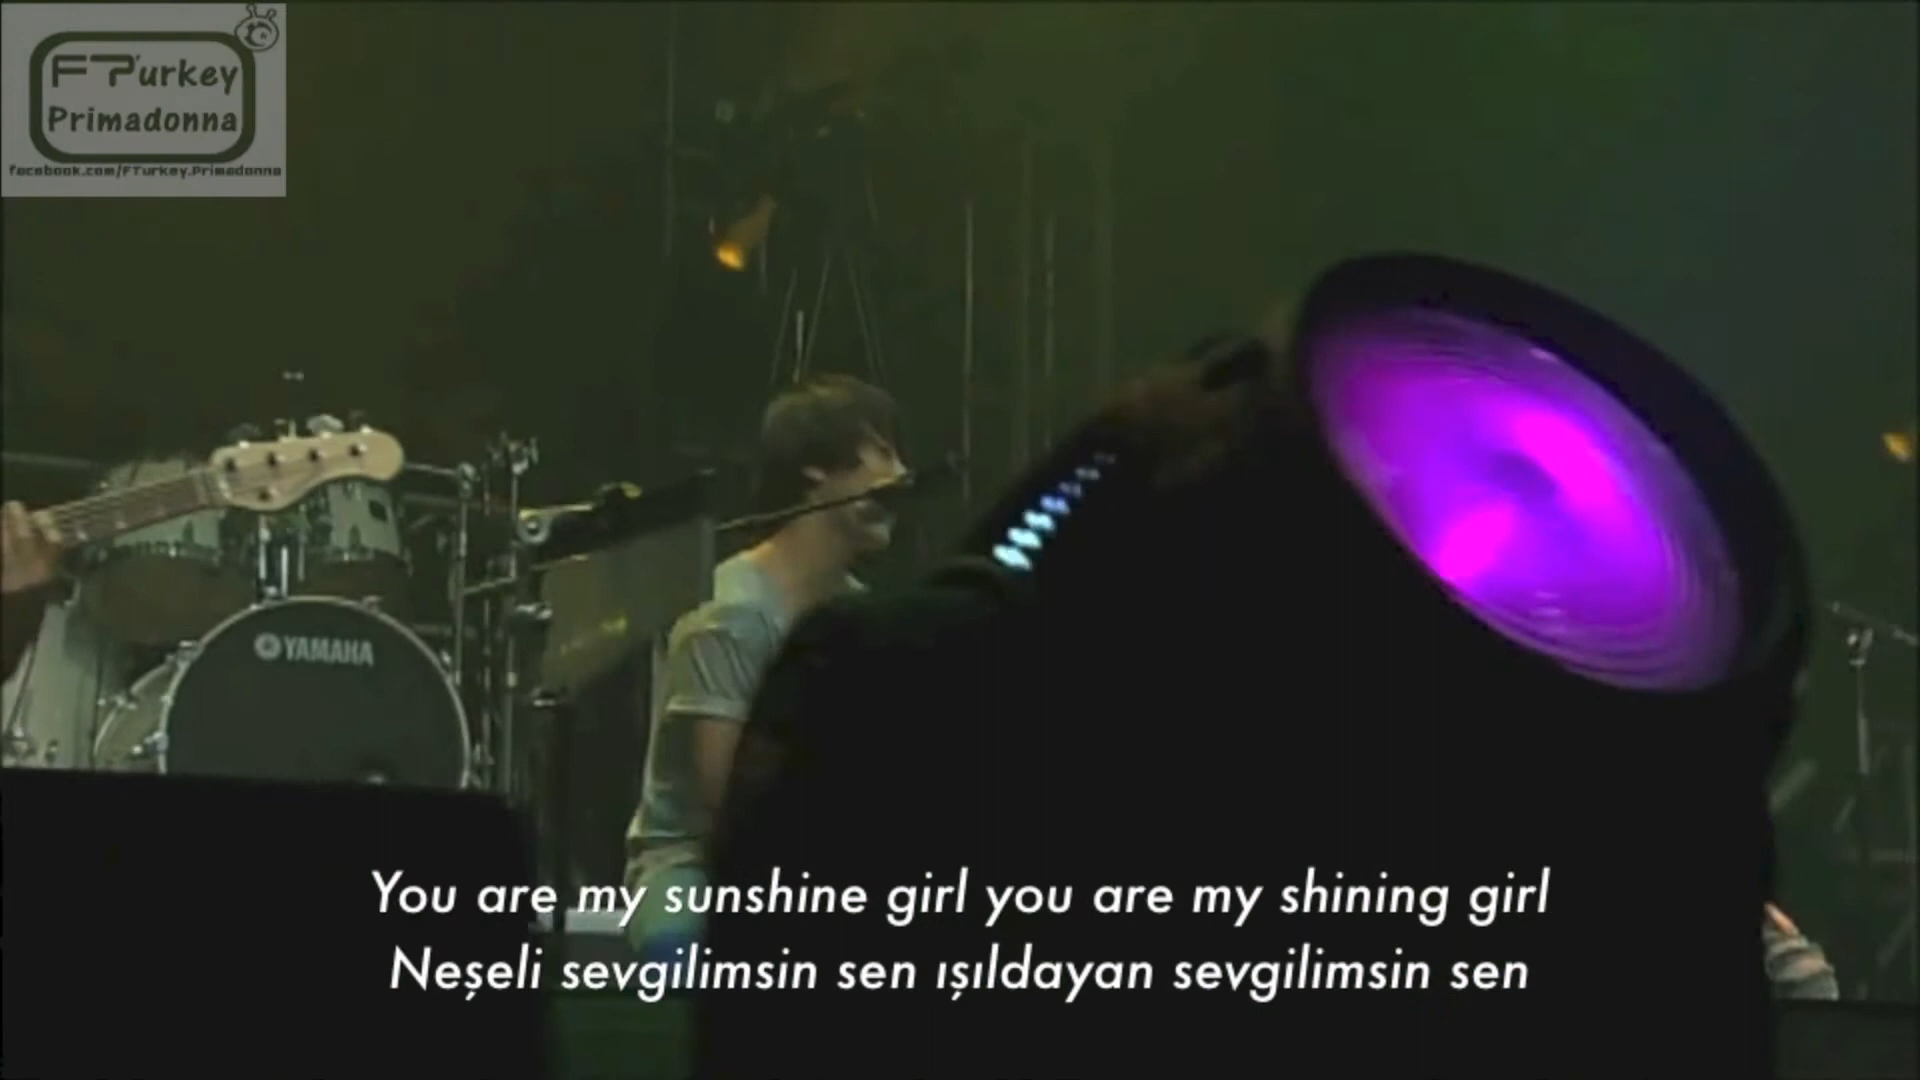 FTurkey
Primadonna
facebook.com/FTurkey.Primadonna
YAMAHA
You are my sunshine girl you are my shining girl
Neşeli sevgilimsin sen ışıldayan sevgilimsin sen